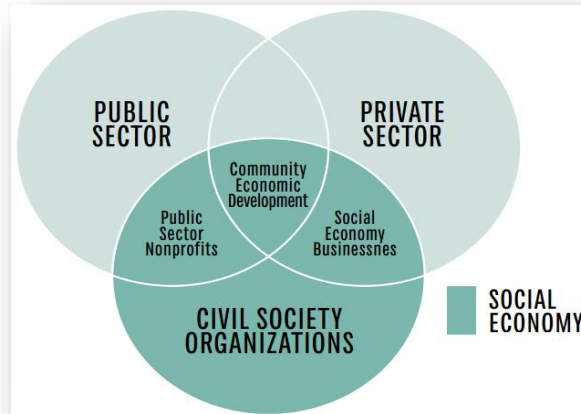 PUBLIC
SECTOR
PRIVATE
SECTOR
Community
Economic
Development
Public
Sector
Nonprofits
Social
Economy
Businessnes
CIVIL SOCIETY
ORGANIZATIONS
SOCIAL
ECONOMY